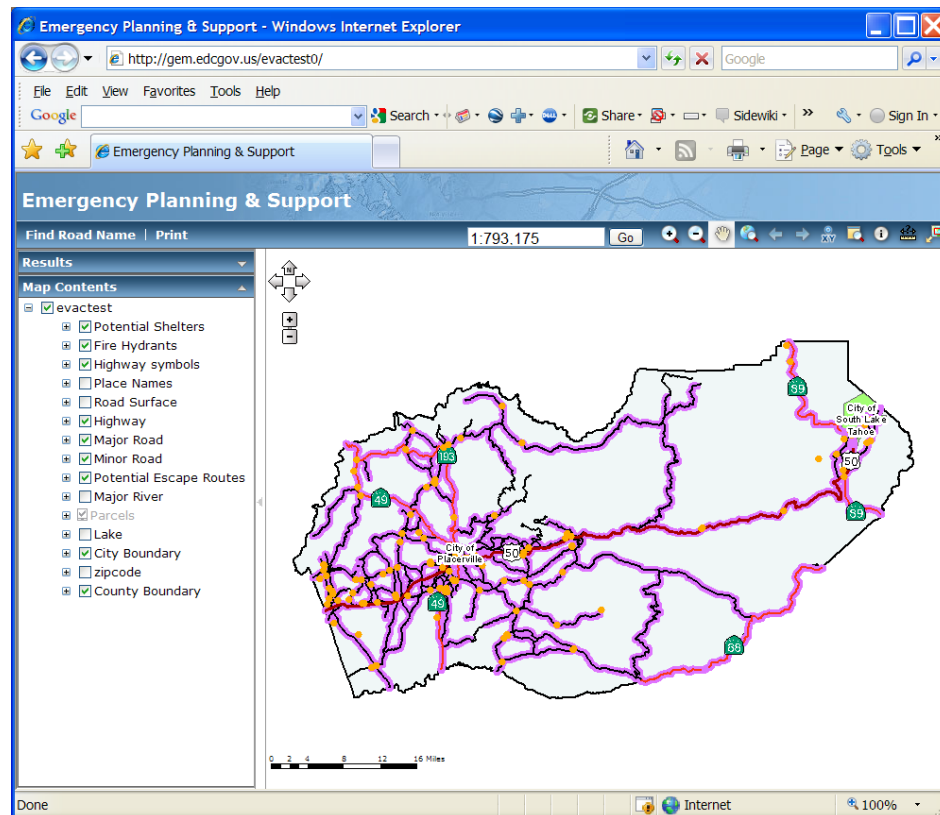 Emergency Planning & Support - Windows Internet Explorer
http://gem.edcgov.us/evactest0/
Google
File Edit View Favorites Tools Help
Google Search Share Sidewiki » Sign In
Emergency Planning & Su
Page Tools »
Emergency Planning & Support
Find Road Name | Print
1:793,175 Go
XY
Results
Map Contents
evactest
Potential Shelters
Fire Hydrants
Highway symbols
Place Names
Road Surface
Highway
Major Road
Minor Road
Potential Escape Routes
Major River
Parcels
Lake
City Boundary
zipcode
County Boundary
N
89
City of
South Lake
Tahoe
193
50
49
89
City of
Placerville
50
49
88
0 2 4 8 12 16 Miles
Done
Internet
100%